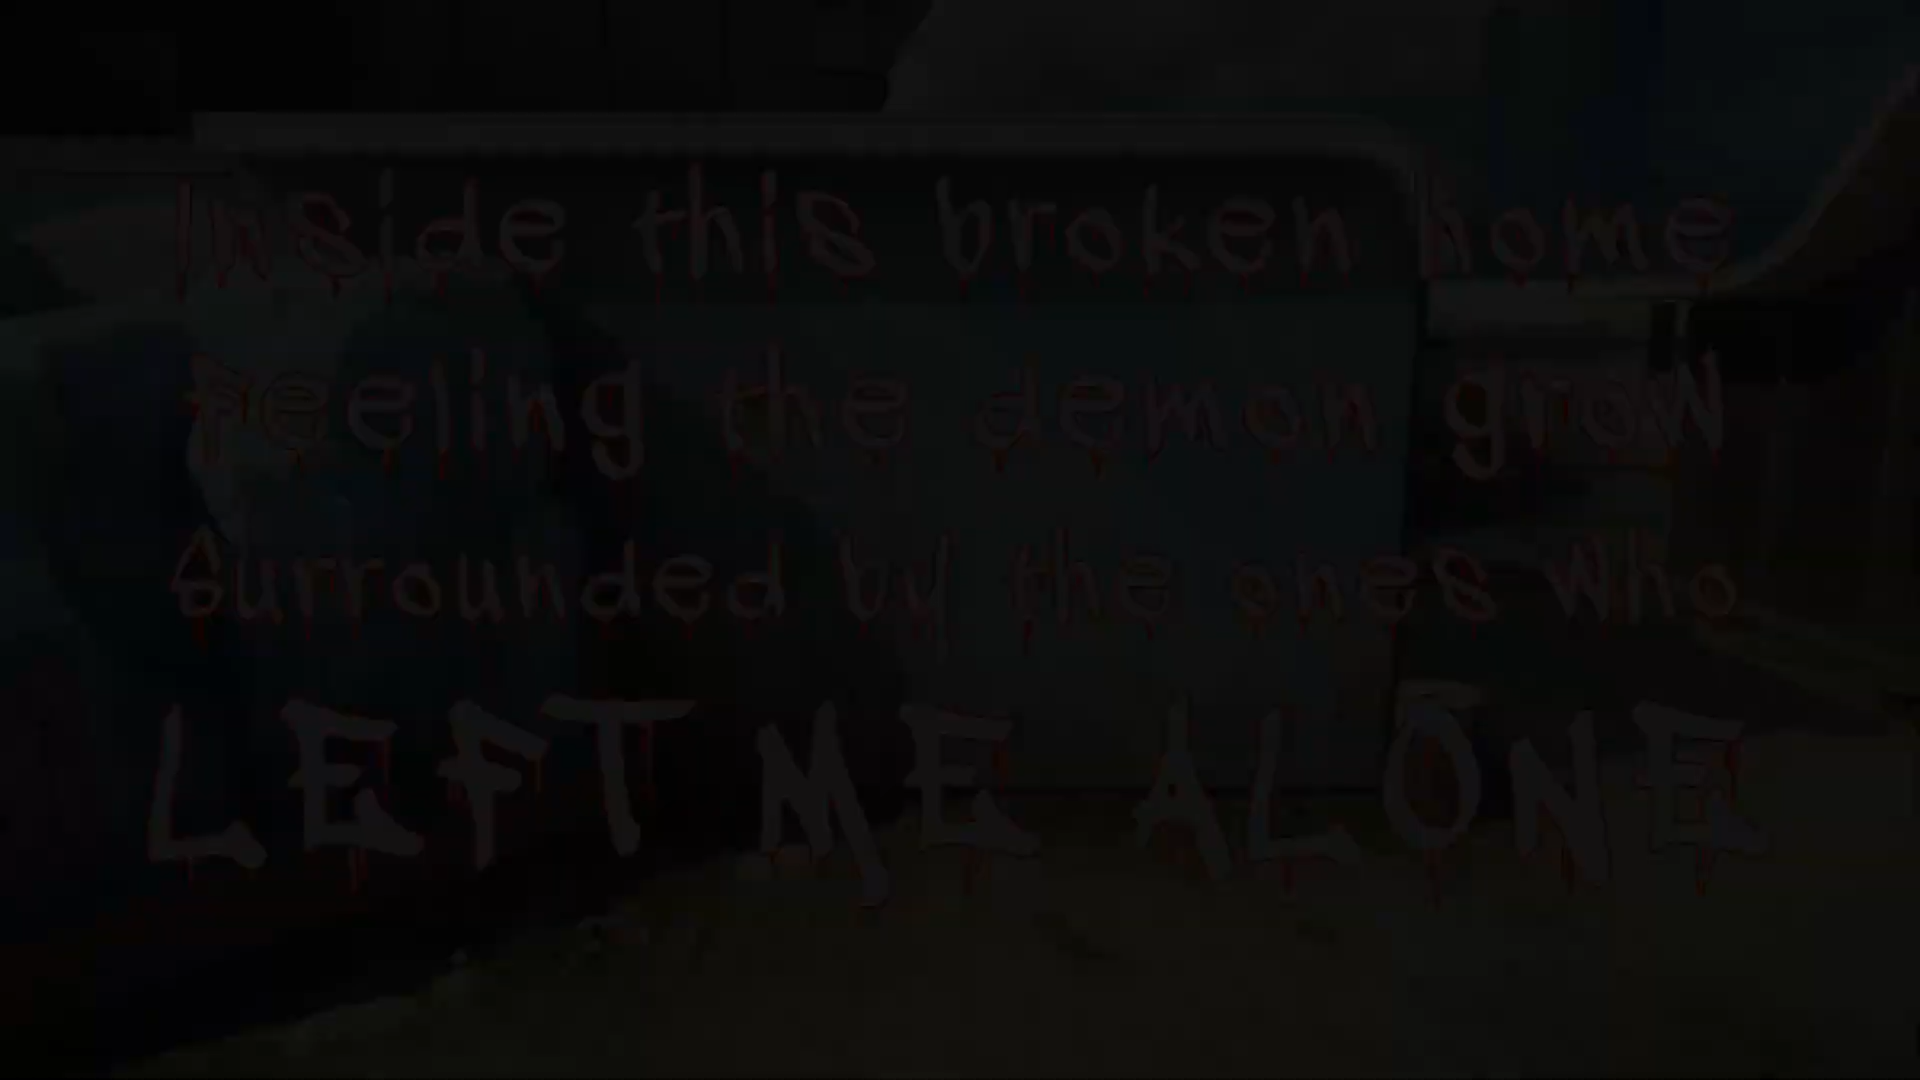 Inside this broken home
Feeling the demon grow
Surrounded by the ones who
LEFT ME ALONE